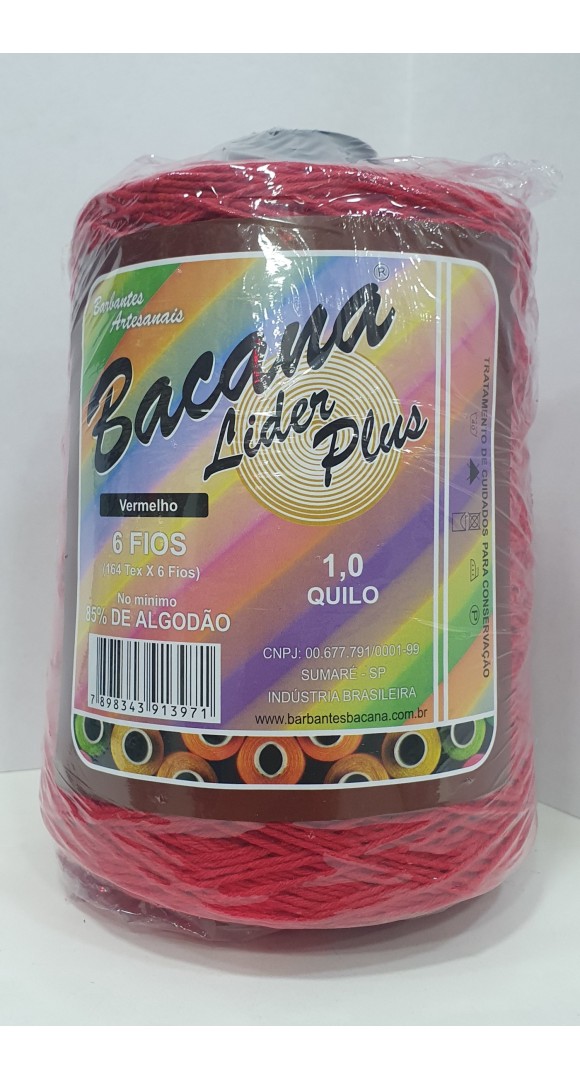 Barbantes
Artesanais
Bacana®
Lider
Plus
Vermelho
6 FIOS
(164 Tex X 6 Fios)
No mínimo
85% DE ALGODÃO
1,0
QUILO
7 898343 913971
CNPJ: 00.677.791/0001-99
SUMARÉ - SP
INDÚSTRIA BRASILEIRA
www.barbantesbacana.com.br
TRATAMENTO DE CUIDADOS PARA CONSERVAÇÃO
P